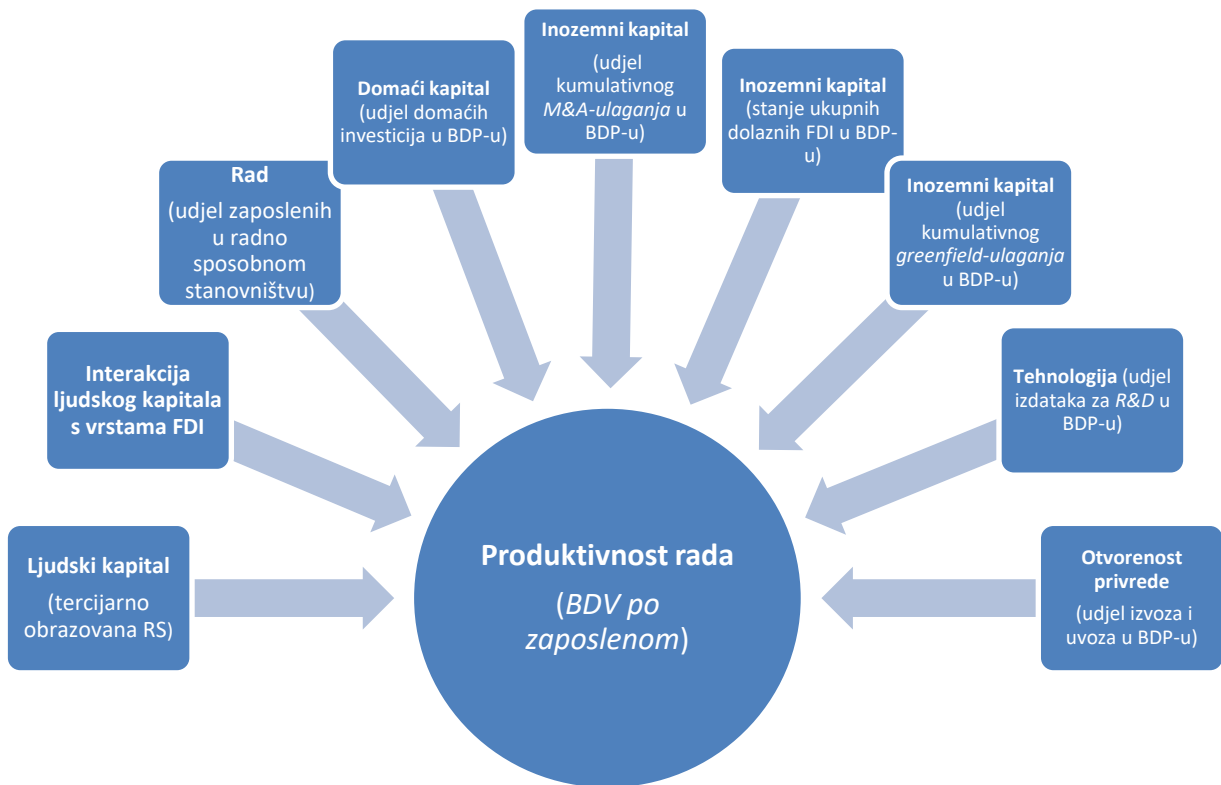 Inozemni kapital
(udjel
kumulativnog
M&A-ulaganja u
BDP-u)
Domaći kapital
(udjel domaćih
investicija u BDP-u)
Inozemni kapital
(stanje ukupnih
dolaznih FDI u BDP-
u)
Rad
(udjel zaposlenih
u radno
sposobnom
stanovništvu)
Inozemni kapital
(udjel
kumulativnog
greenfield-ulaganja
u BDP-u)
Interakcija
ljudskog kapitala
s vrstama FDI
Tehnologija (udjel
izdataka za R&D u
BDP-u)
Ljudski kapital
(tercijarno
obrazovana RS)
Produktivnost rada
(BDV po
zaposlenom)
Otvorenost
privrede
(udjel izvoza i
uvoza u BDP-u)